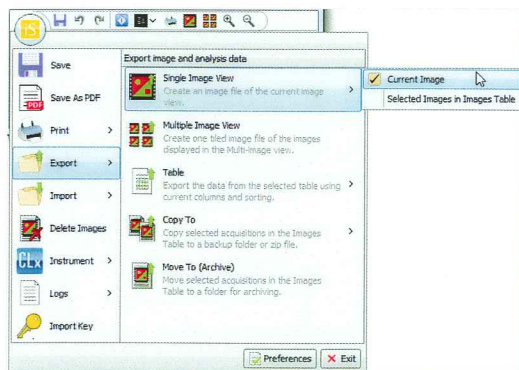 iSi
Save
PDF
Save As PDF
Print
Export
Import
Delete Images
CLx
Instrument
Logs
Import Key
Export image and analysis data
Single Image View
Create an image file of the current image
view.
Multiple Image View
Create one tiled image file of the images
displayed in the Multi-image view.
Table
Export the data from the selected table using
current columns and sorting.
Copy To
Copy selected acquisitions in the Images
Table to a backup folder or zip file.
Move To (Archive)
Move selected acquisitions in the Images
Table to a folder for archiving.
Current Image
Selected Images in Images Table
Preferences
Exit